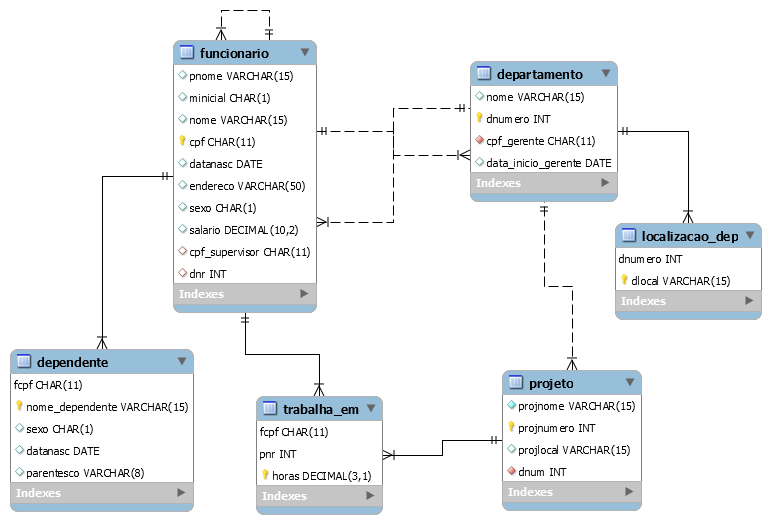 funcionario
pnome VARCHAR(15)
minicial CHAR(1)
nome VARCHAR(15)
cpf CHAR(11)
datanasc DATE
endereco VARCHAR(50)
sexo CHAR(1)
salario DECIMAL(10,2)
cpf_supervisor CHAR(11)
dnr INT
Indexes
departamento
nome VARCHAR(15)
dnumero INT
cpf_gerente CHAR(11)
data_inicio_gerente DATE
Indexes
localizacao_dep
dnumero INT
dlocal VARCHAR(15)
Indexes
dependente
fcpf CHAR(11)
nome_dependente VARCHAR(15)
sexo CHAR(1)
datanasc DATE
parentesco VARCHAR(8)
Indexes
trabalha_em
fcpf CHAR(11)
pnr INT
horas DECIMAL(3,1)
Indexes
projeto
projnome VARCHAR(15)
projnumero INT
projlocal VARCHAR(15)
dnum INT
Indexes